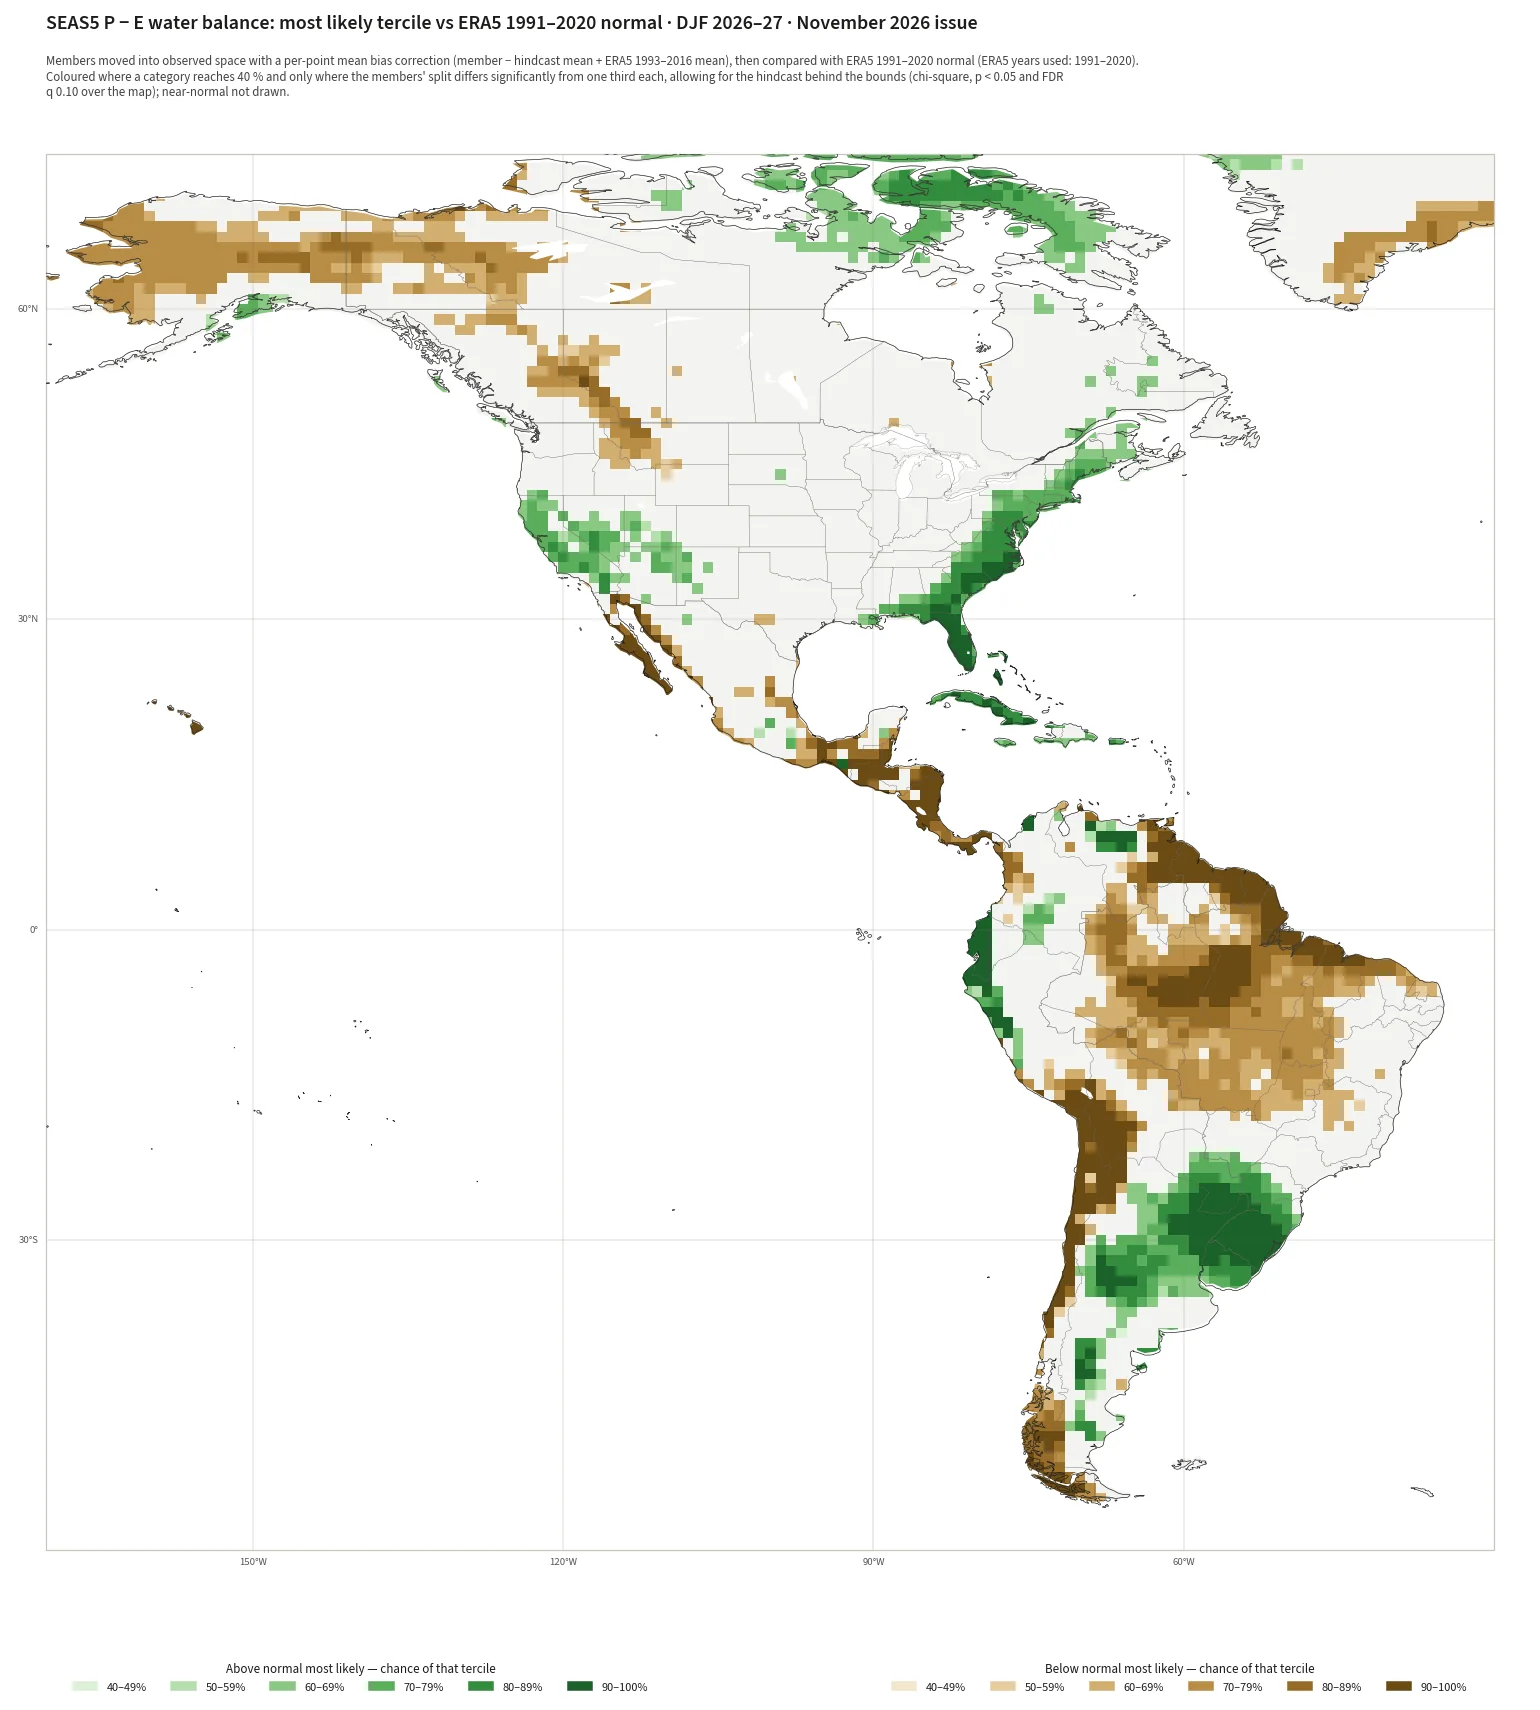 SEAS5 P − E water balance: most likely tercile vs ERA5 1991–2020 normal · DJF 2026–27 · November 2026 issue
Members moved into observed space with a per-point mean bias correction (member − hindcast mean + ERA5 1993–2016 mean), then compared with ERA5 1991–2020 normal (ERA5 years used: 1991–2020).
Coloured where a category reaches 40 % and only where the members' split differs significantly from one third each, allowing for the hindcast behind the bounds (chi-square, p < 0.05 and FDR
q 0.10 over the map); near-normal not drawn.
60°N
30°N
0°
30°S
150°W 120°W 90°W 60°W
Above normal most likely — chance of that tercile
40–49% 50–59% 60–69% 70–79% 80–89% 90–100%
Below normal most likely — chance of that tercile
40–49% 50–59% 60–69% 70–79% 80–89% 90–100%